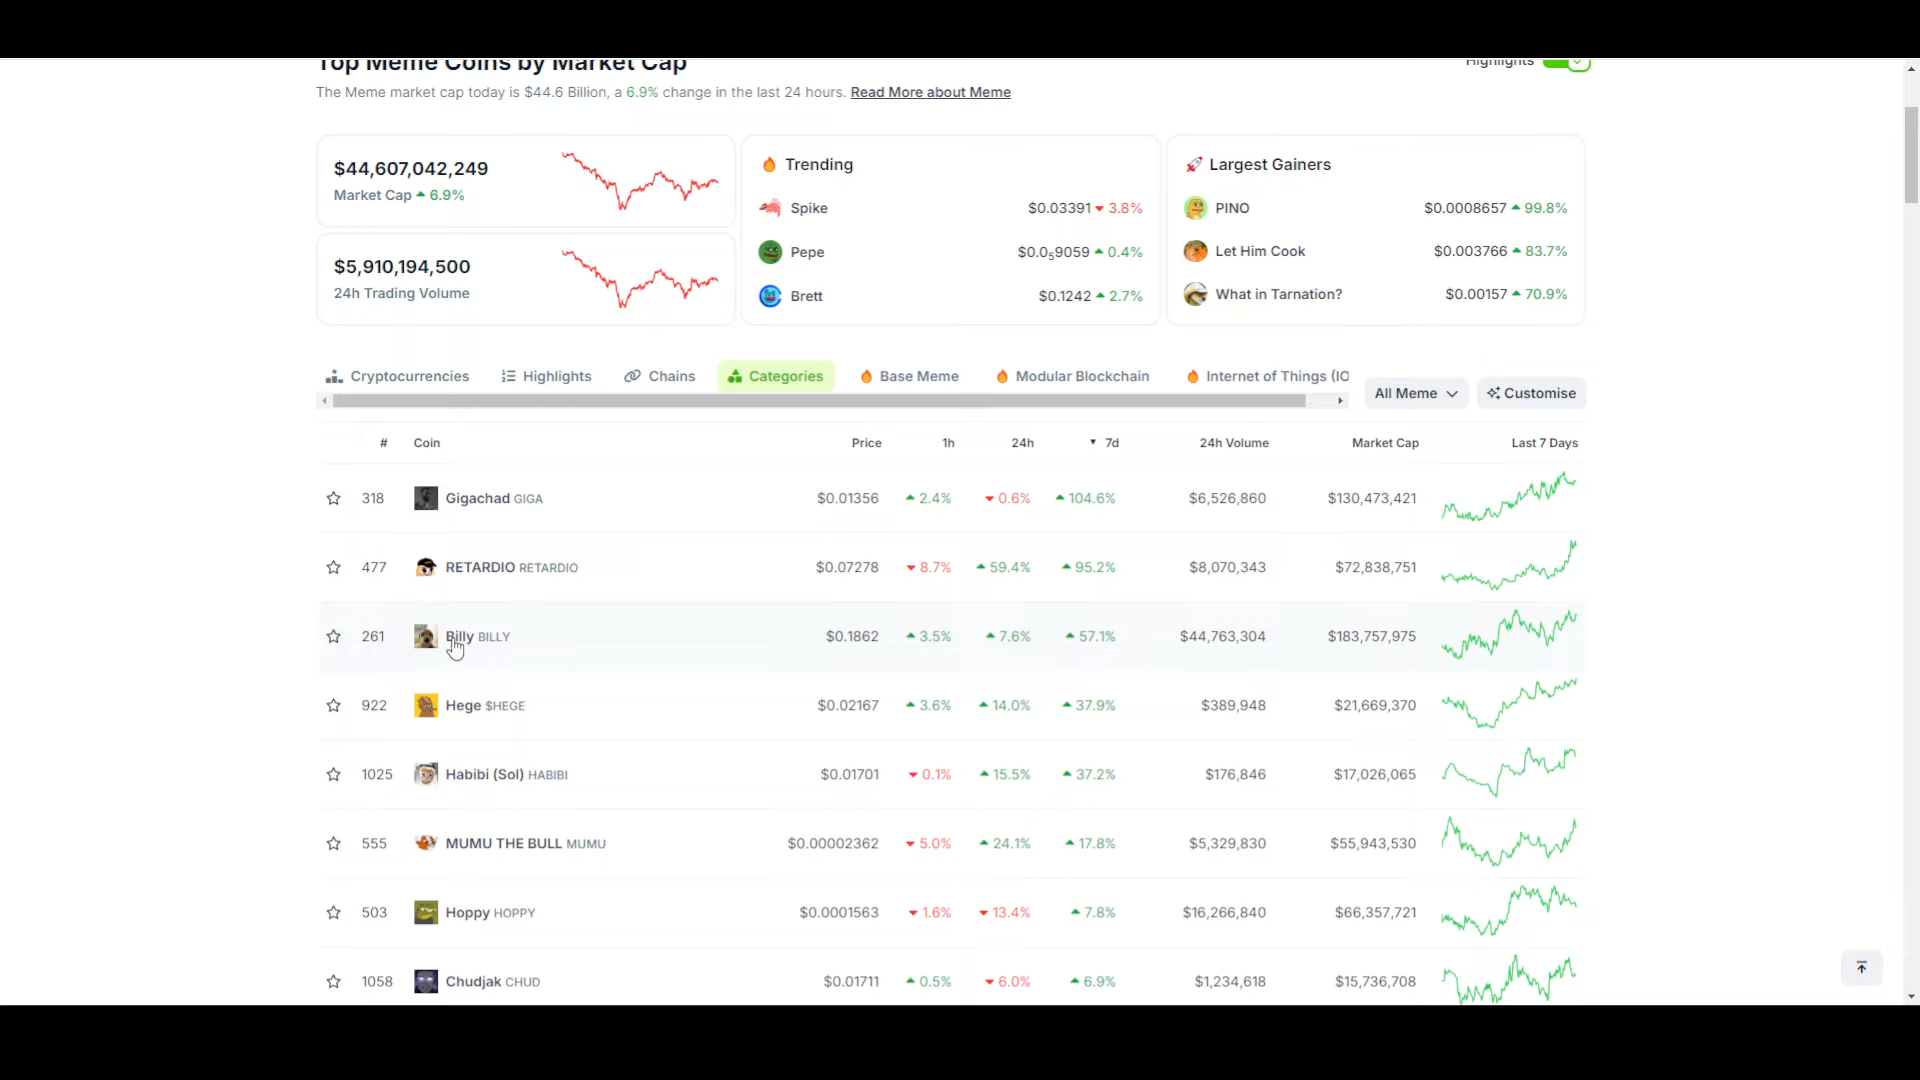 Top Meme Coins by Market Cap
Highlights
The Meme market cap today is $44.6 Billion, a 6.9% change in the last 24 hours. Read More about Meme
$44,607,042,249
Market Cap 6.9%
$5,910,194,500
24h Trading Volume
Trending
Spike $0.03391 3.8%
Pepe $0.0₅9059 0.4%
Brett $0.1242 2.7%
Largest Gainers
PINO $0.0008657 99.8%
Let Him Cook $0.003766 83.7%
What in Tarnation? $0.00157 70.9%
Cryptocurrencies Highlights Chains Categories Base Meme Modular Blockchain Internet of Things (IO
All Meme Customise
# Coin Price 1h 24h 7d 24h Volume Market Cap Last 7 Days
318 Gigachad GIGA $0.01356 2.4% 0.6% 104.6% $6,526,860 $130,473,421
477 RETARDIO RETARDIO $0.07278 8.7% 59.4% 95.2% $8,070,343 $72,838,751
261 Billy BILLY $0.1862 3.5% 7.6% 57.1% $44,763,304 $183,757,975
922 Hege $HEGE $0.02167 3.6% 14.0% 37.9% $389,948 $21,669,370
1025 Habibi (Sol) HABIBI $0.01701 0.1% 15.5% 37.2% $176,846 $17,026,065
555 MUMU THE BULL MUMU $0.00002362 5.0% 24.1% 17.8% $5,329,830 $55,943,530
503 Hoppy HOPPY $0.0001563 1.6% 13.4% 7.8% $16,266,840 $66,357,721
1058 Chudjak CHUD $0.01711 0.5% 6.0% 6.9% $1,234,618 $15,736,708